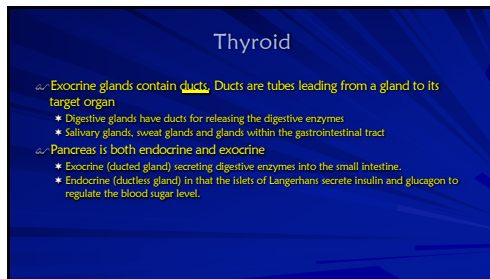 Thyroid
Exocrine glands contain ducts. Ducts are tubes leading from a gland to its
target organ
Digestive glands have ducts for releasing the digestive enzymes
Salivary glands, sweat glands and glands within the gastrointestinal tract
Pancreas is both endocrine and exocrine
Exocrine (ducted gland) secreting digestive enzymes into the small intestine.
Endocrine (ductless gland) in that the islets of Langerhans secrete insulin and glucagon to
regulate the blood sugar level.